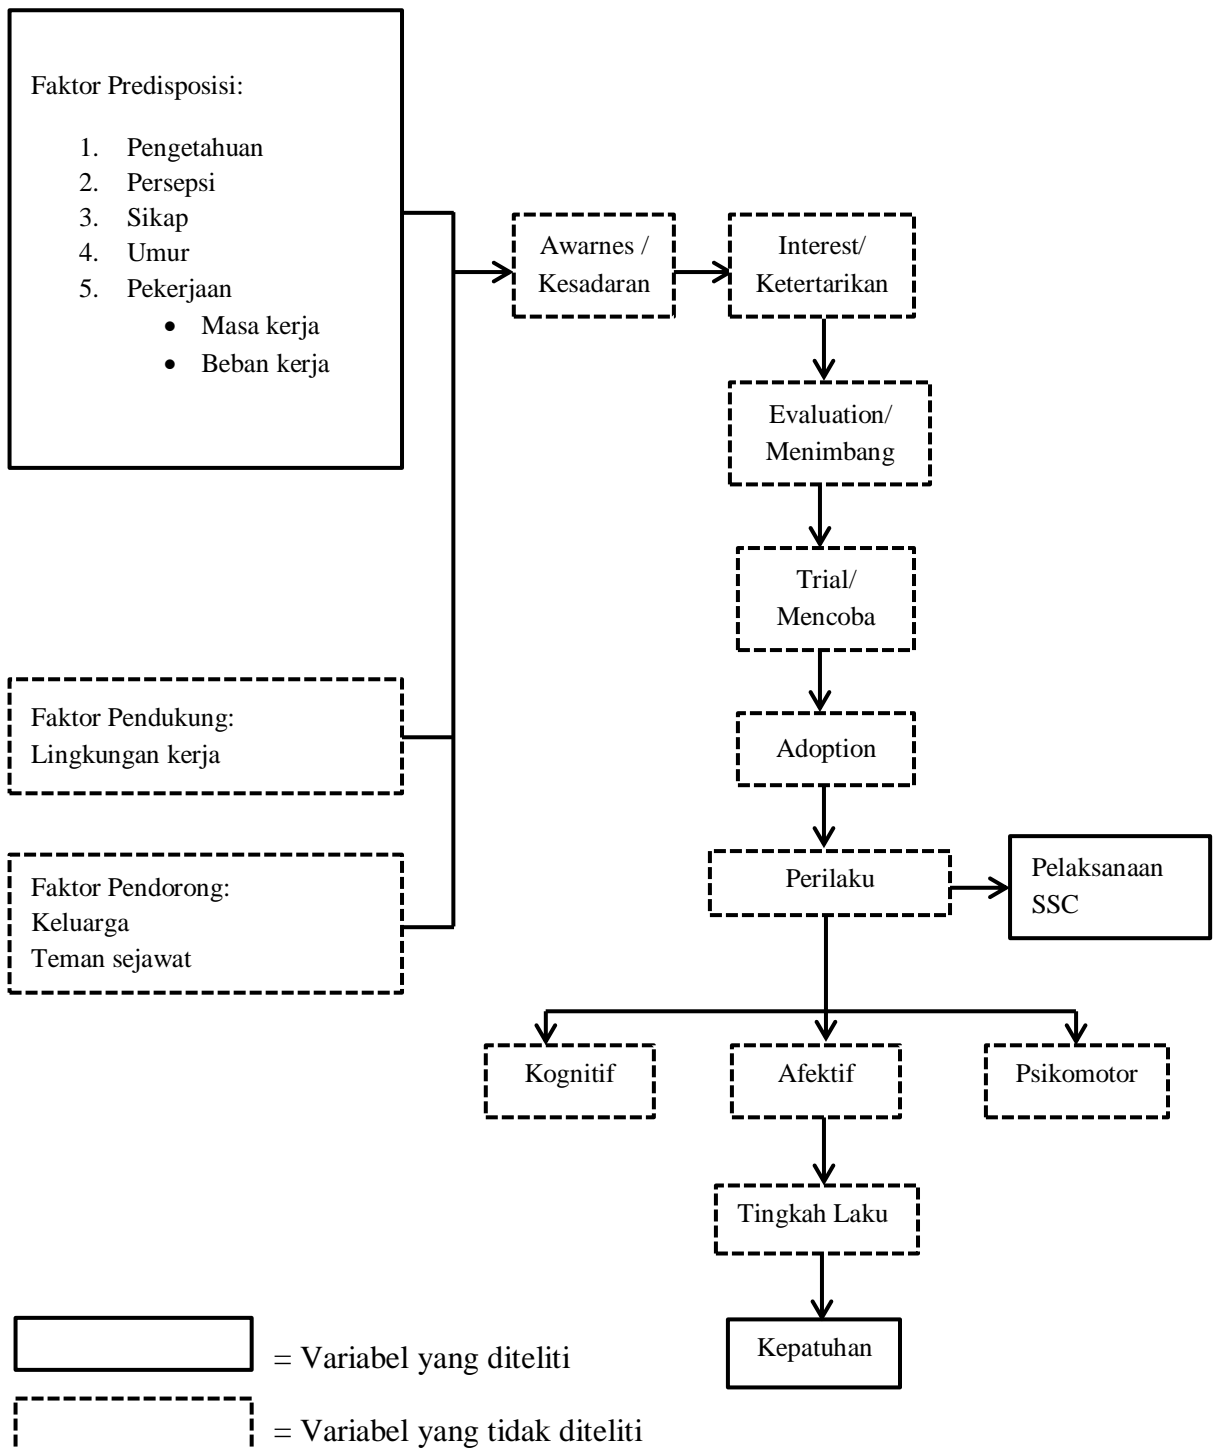 Faktor Predisposisi:
1. Pengetahuan
2. Persepsi
3. Sikap
4. Umur
5. Pekerjaan
• Masa kerja
• Beban kerja
Awarnes /
Kesadaran
Interest/
Ketertarikan
Evaluation/
Menimbang
Trial/
Mencoba
Faktor Pendukung:
Lingkungan kerja
Adoption
Faktor Pendorong:
Keluarga
Teman sejawat
Perilaku
Pelaksanaan
SSC
Kognitif
Afektif
Psikomotor
Tingkah Laku
Kepatuhan
= Variabel yang diteliti
= Variabel yang tidak diteliti